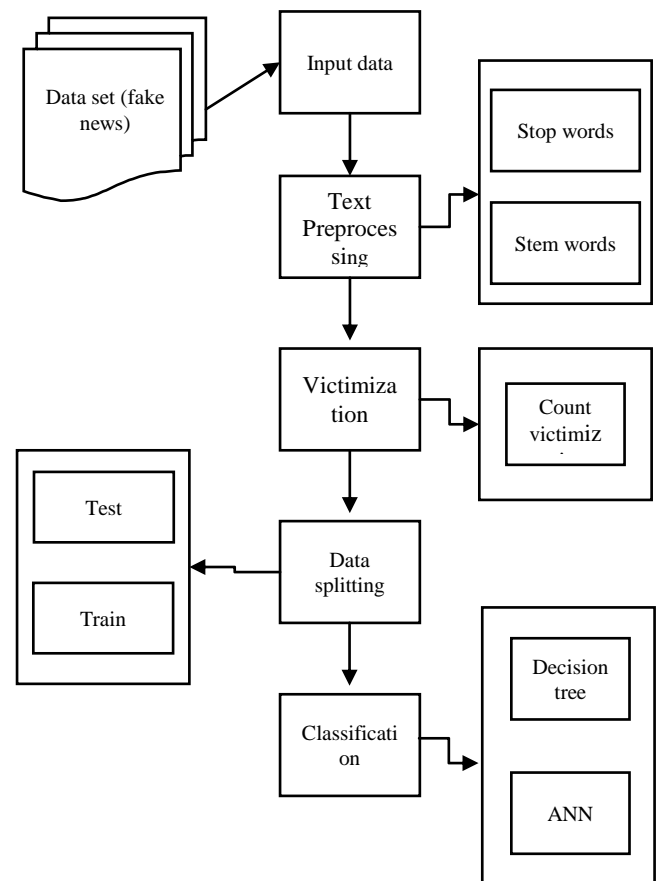 Data set (fake
news)
Input data
Text
Preproces
sing
Stop words
Stem words
Victimiza
tion
Count
victimiz
Data
splitting
Test
Train
Classificati
on
Decision
tree
ANN